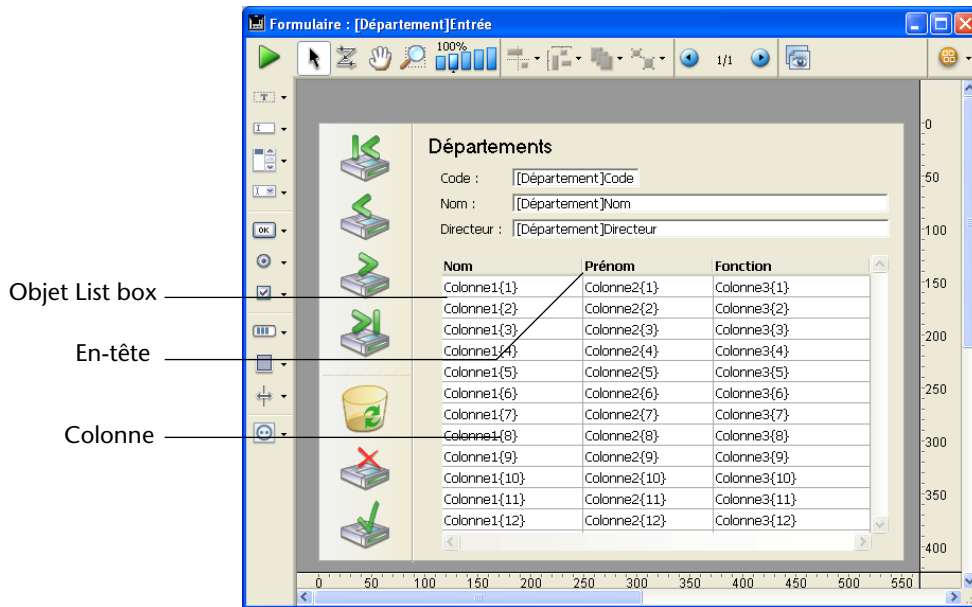 Formulaire : [Département]Entrée
100%
1/1
T
OK
Départements
Code : [Département]Code
Nom : [Département]Nom
Directeur : [Département]Directeur
Nom Prénom Fonction
Colonne1{1} Colonne2{1} Colonne3{1}
Colonne1{2} Colonne2{2} Colonne3{2}
Colonne1{3} Colonne2{3} Colonne3{3}
Colonne1{4} Colonne2{4} Colonne3{4}
Colonne1{5} Colonne2{5} Colonne3{5}
Colonne1{6} Colonne2{6} Colonne3{6}
Colonne1{7} Colonne2{7} Colonne3{7}
Colonne1{8} Colonne2{8} Colonne3{8}
Colonne1{9} Colonne2{9} Colonne3{9}
Colonne1{10} Colonne2{10} Colonne3{10}
Colonne1{11} Colonne2{11} Colonne3{11}
Colonne1{12} Colonne2{12} Colonne3{12}
Objet List box
En-tête
Colonne
0
50
100
150
200
250
300
350
400
0 50 100 150 200 250 300 350 400 450 500 550